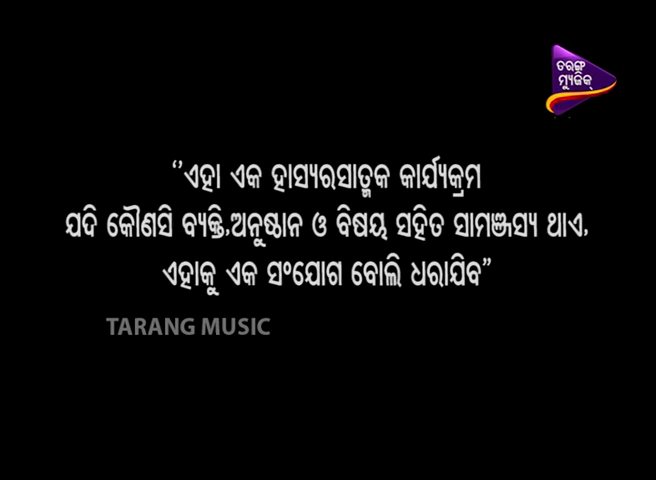 ତରଙ୍ଗ
ମ୍ୟୁଜିକ୍
‘‘ଏହା ଏକ ହାସ୍ୟରସାତ୍ମକ କାର୍ଯ୍ୟକ୍ରମ
ଯଦି କୌଣସି ବ୍ୟକ୍ତି,ଅନୁଷ୍ଠାନ ଓ ବିଷୟ ସହିତ ସାମଞ୍ଜସ୍ୟ ଥାଏ,
ଏହାକୁ ଏକ ସଂଯୋଗ ବୋଲି ଧରାଯିବ”
TARANG MUSIC